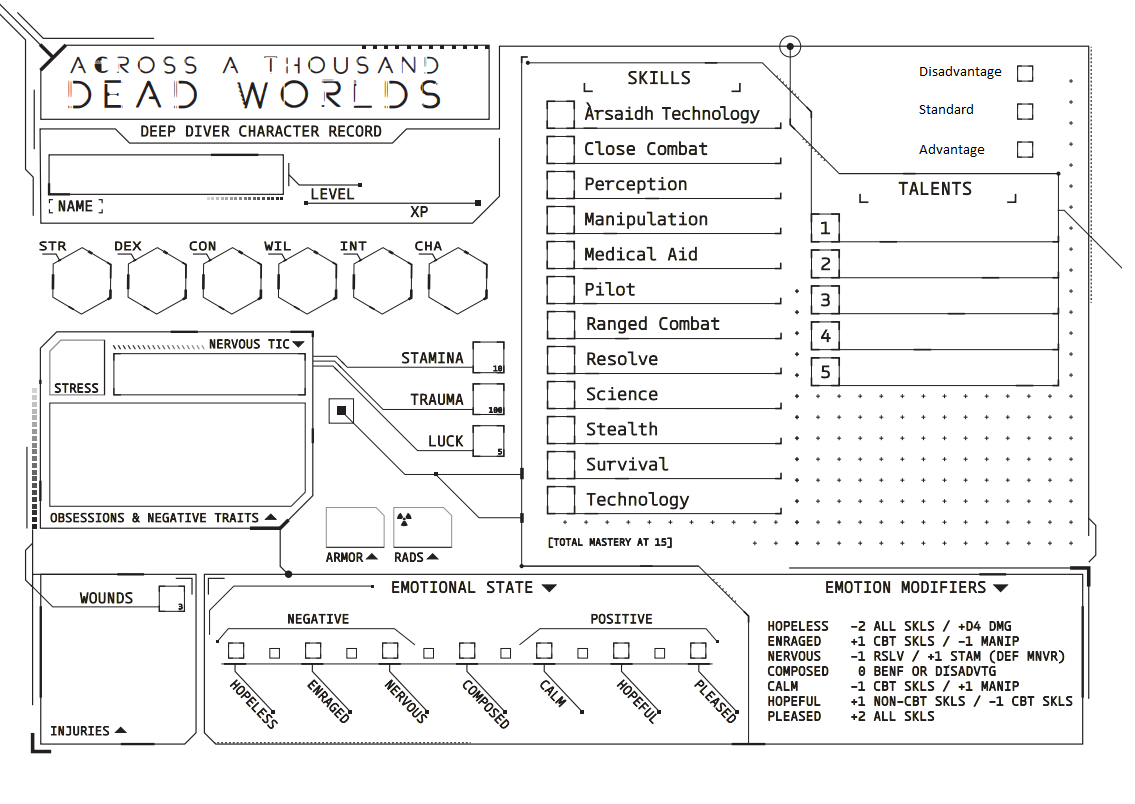 ACROSS A THOUSAND
DEAD WORLDS
DEEP DIVER CHARACTER RECORD
NAME
LEVEL
XP
STR DEX CON WIL INT CHA
STRESS
NERVOUS TIC
OBSESSIONS & NEGATIVE TRAITS
STAMINA 10
TRAUMA 100
LUCK 5
ARMOR
RADS
SKILLS
Arsaidh Technology
Close Combat
Perception
Manipulation
Medical Aid
Pilot
Ranged Combat
Resolve
Science
Stealth
Survival
Technology
[TOTAL MASTERY AT 15]
Disadvantage
Standard
Advantage
TALENTS
1
2
3
4
5
WOUNDS 3
INJURIES
EMOTIONAL STATE
NEGATIVE POSITIVE
HOPELESS
ENRAGED
NERVOUS
COMPOSED
CALM
HOPEFUL
PLEASED
EMOTION MODIFIERS
HOPELESS -2 ALL SKLS / +D4 DMG
ENRAGED +1 CBT SKLS / -1 MANIP
NERVOUS -1 RSLV / +1 STAM (DEF MNVR)
COMPOSED 0 BENF OR DISADVTG
CALM -1 CBT SKLS / +1 MANIP
HOPEFUL +1 NON-CBT SKLS / -1 CBT SKLS
PLEASED +2 ALL SKLS